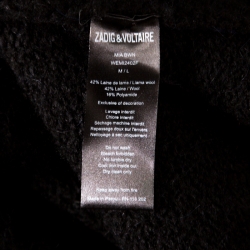 ZADIG & VOLTAIRE
MIA BWN
M / L
42% Laine de lama / Llama wool
42% Laine / Wool
16% Polyamide
Exclusive of decoration
Lavage interdit
Chlore interdit
Séchage machine interdit
Repassage doux sur l'envers
Nettoyage à sec uniquement
Do not wash
Bleach forbidden
No tumble dry
Cool iron inside out
Dry clean only
Keep away from fire